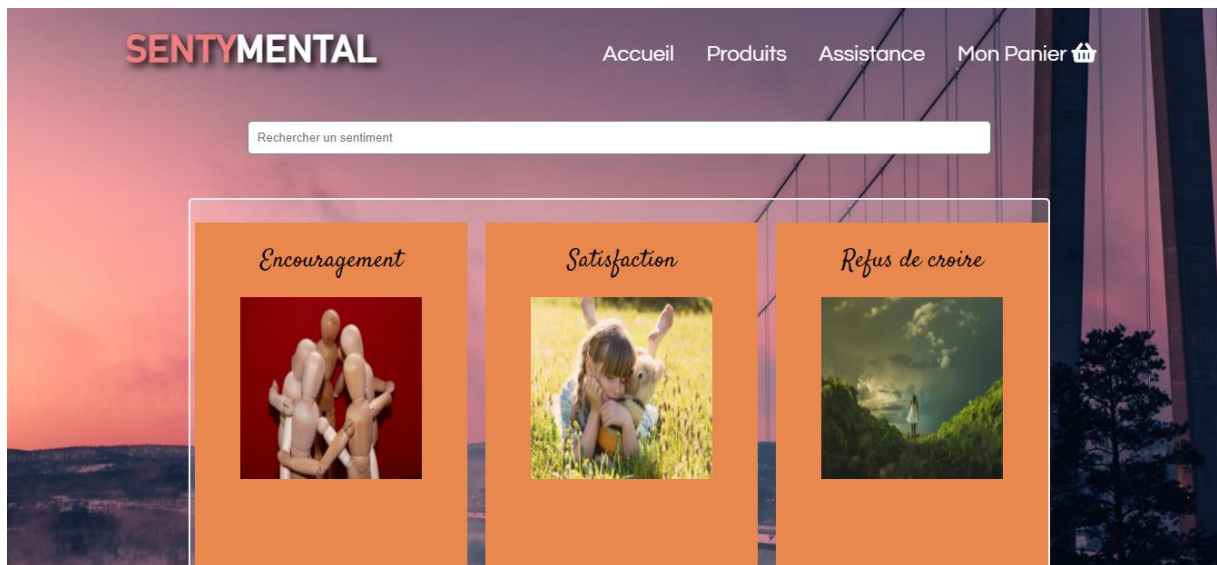 SENTYMENTAL
Accueil Produits Assistance Mon Panier
Rechercher un sentiment
Encouragement Satisfaction Refus de croire